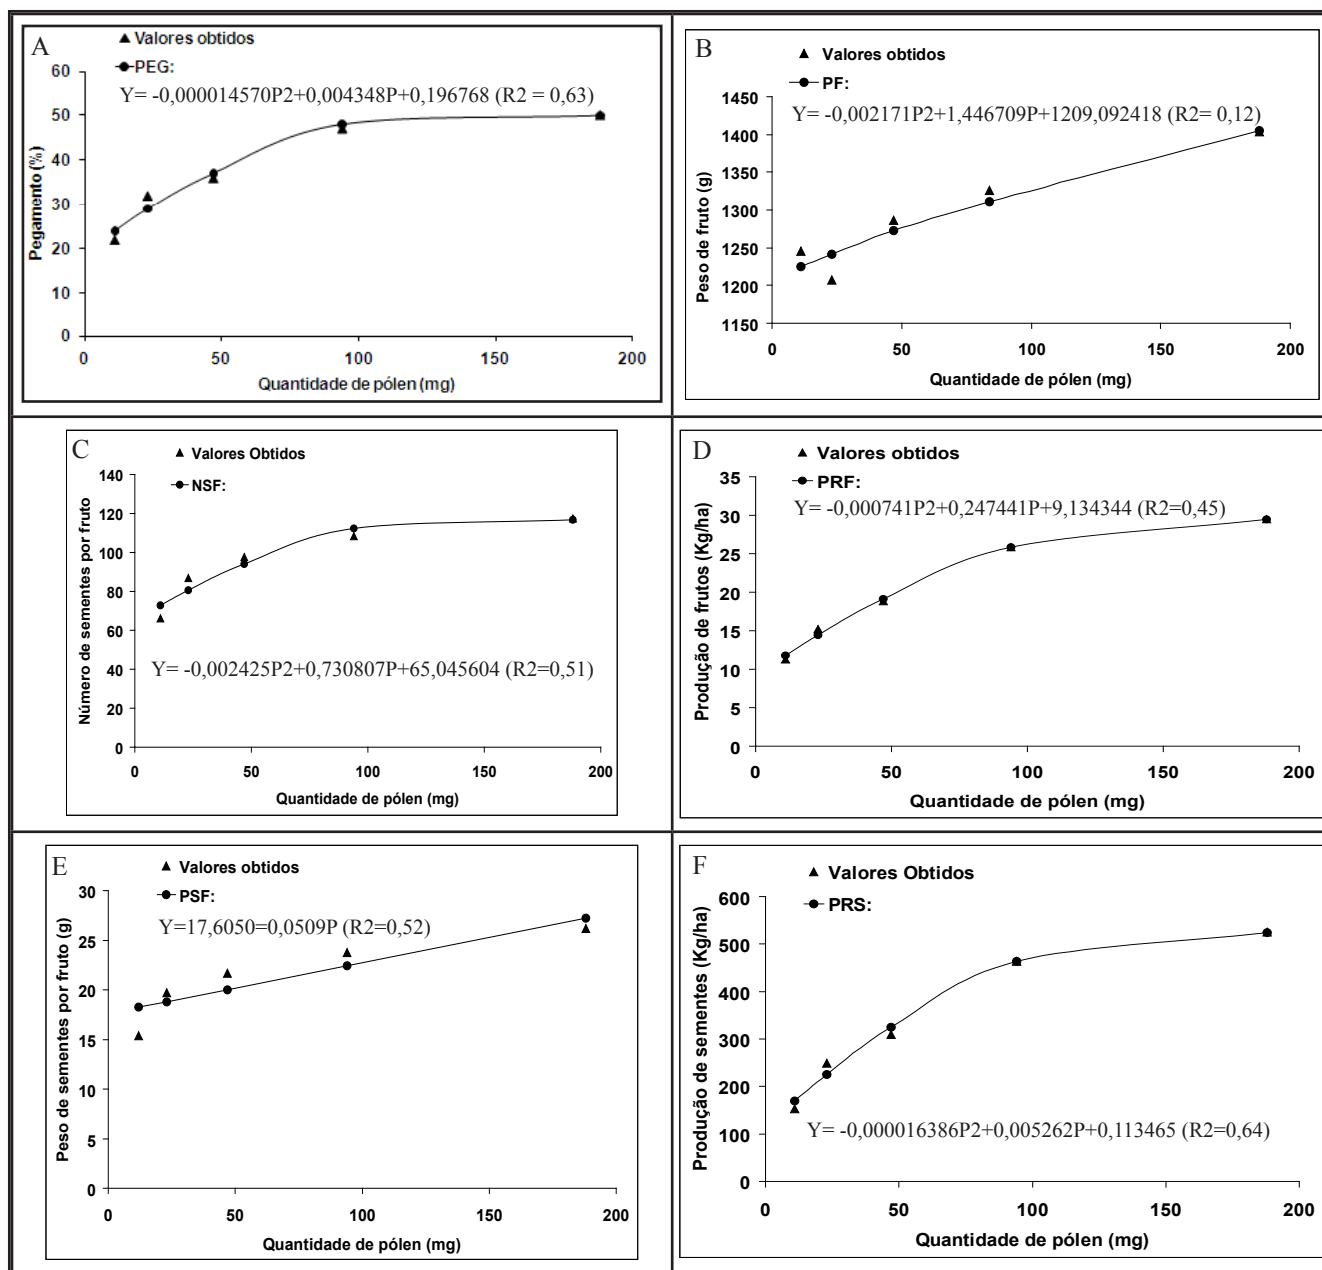 A
Valores obtidos
PEG:
Y= -0,000014570P2+0,004348P+0,196768 (R2 = 0,63)
Pegamento (%)
60
50
40
30
20
10
0
0 50 100 150 200
Quantidade de pólen (mg)
B
Valores obtidos
PF:
Y= -0,002171P2+1,446709P+1209,092418 (R2= 0,12)
Peso de fruto (g)
1450
1400
1350
1300
1250
1200
1150
0 50 100 150 200
Quantidade de pólen (mg)
C
Valores Obtidos
NSF:
Y= -0,002425P2+0,730807P+65,045604 (R2=0,51)
Número de sementes por fruto
140
120
100
80
60
40
20
0
0 50 100 150 200
Quantidade de pólen (mg)
D
Valores obtidos
PRF:
Y= -0,000741P2+0,247441P+9,134344 (R2=0,45)
Produção de frutos (Kg/ha)
35
30
25
20
15
10
5
0
0 50 100 150 200
Quantidade de pólen (mg)
E
Valores obtidos
PSF:
Y=17,6050=0,0509P (R2=0,52)
Peso de sementes por fruto (g)
30
25
20
15
10
5
0
0 50 100 150 200
Quantidade de pólen (mg)
F
Valores Obtidos
PRS:
Y= -0,000016386P2+0,005262P+0,113465 (R2=0,64)
Produção de sementes (Kg/ha)
600
500
400
300
200
100
0
0 50 100 150 200
Quantidade de pólen (mg)